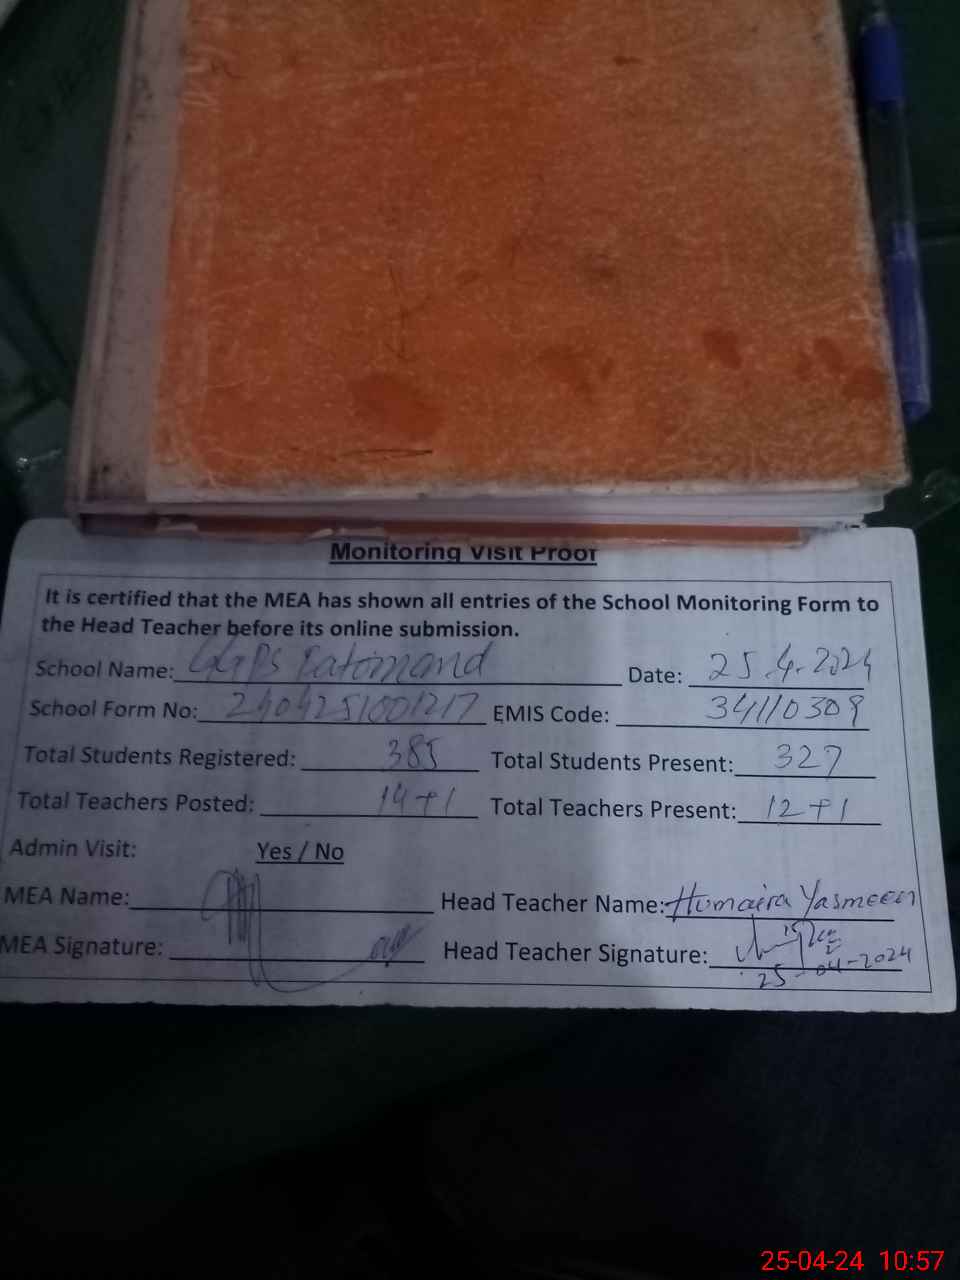 Monitoring Visit Proof
It is certified that the MEA has shown all entries of the School Monitoring Form to
the Head Teacher before its online submission.
School Name: GGPS Fatomand Date: 25.4.2024
School Form No: 2404251001217 EMIS Code: 34110309
Total Students Registered: 385 Total Students Present: 327
Total Teachers Posted: 14+1 Total Teachers Present: 12+1
Admin Visit: Yes / No
MEA Name: Head Teacher Name: Humaira Yasmeen
MEA Signature: Head Teacher Signature:
25-04-2024
25-04-24 10:57